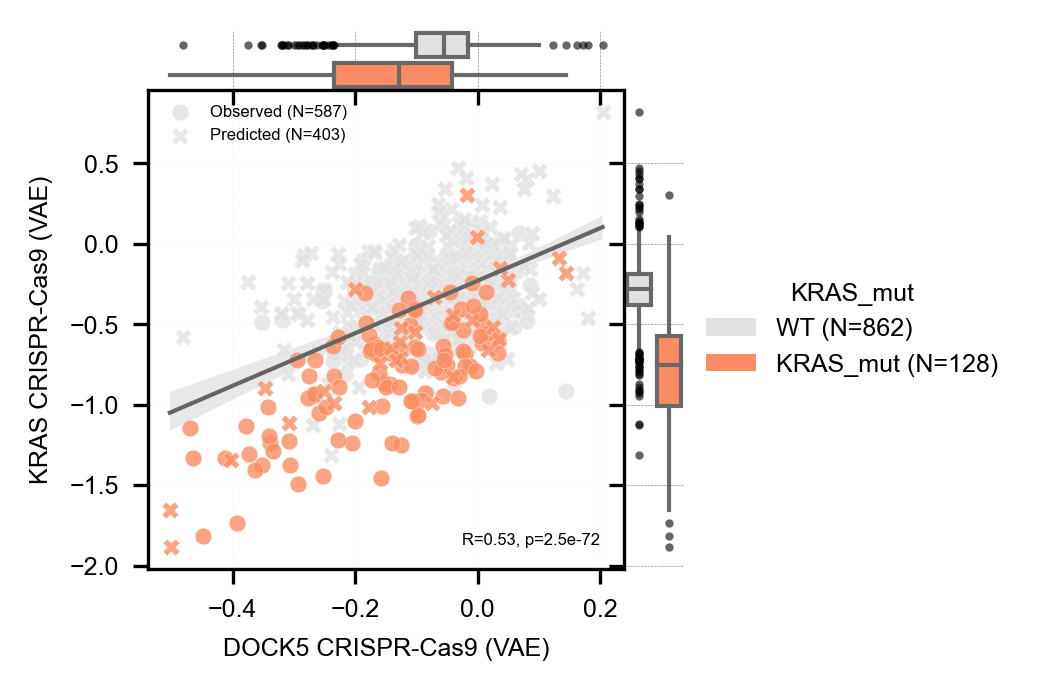 Observed (N=587)
Predicted (N=403)
0.5
0.0
−0.5
−1.0
−1.5
−2.0
KRAS CRISPR-Cas9 (VAE)
R=0.53, p=2.5e-72
−0.4
−0.2
0.0
0.2
DOCK5 CRISPR-Cas9 (VAE)
KRAS_mut
WT (N=862)
KRAS_mut (N=128)